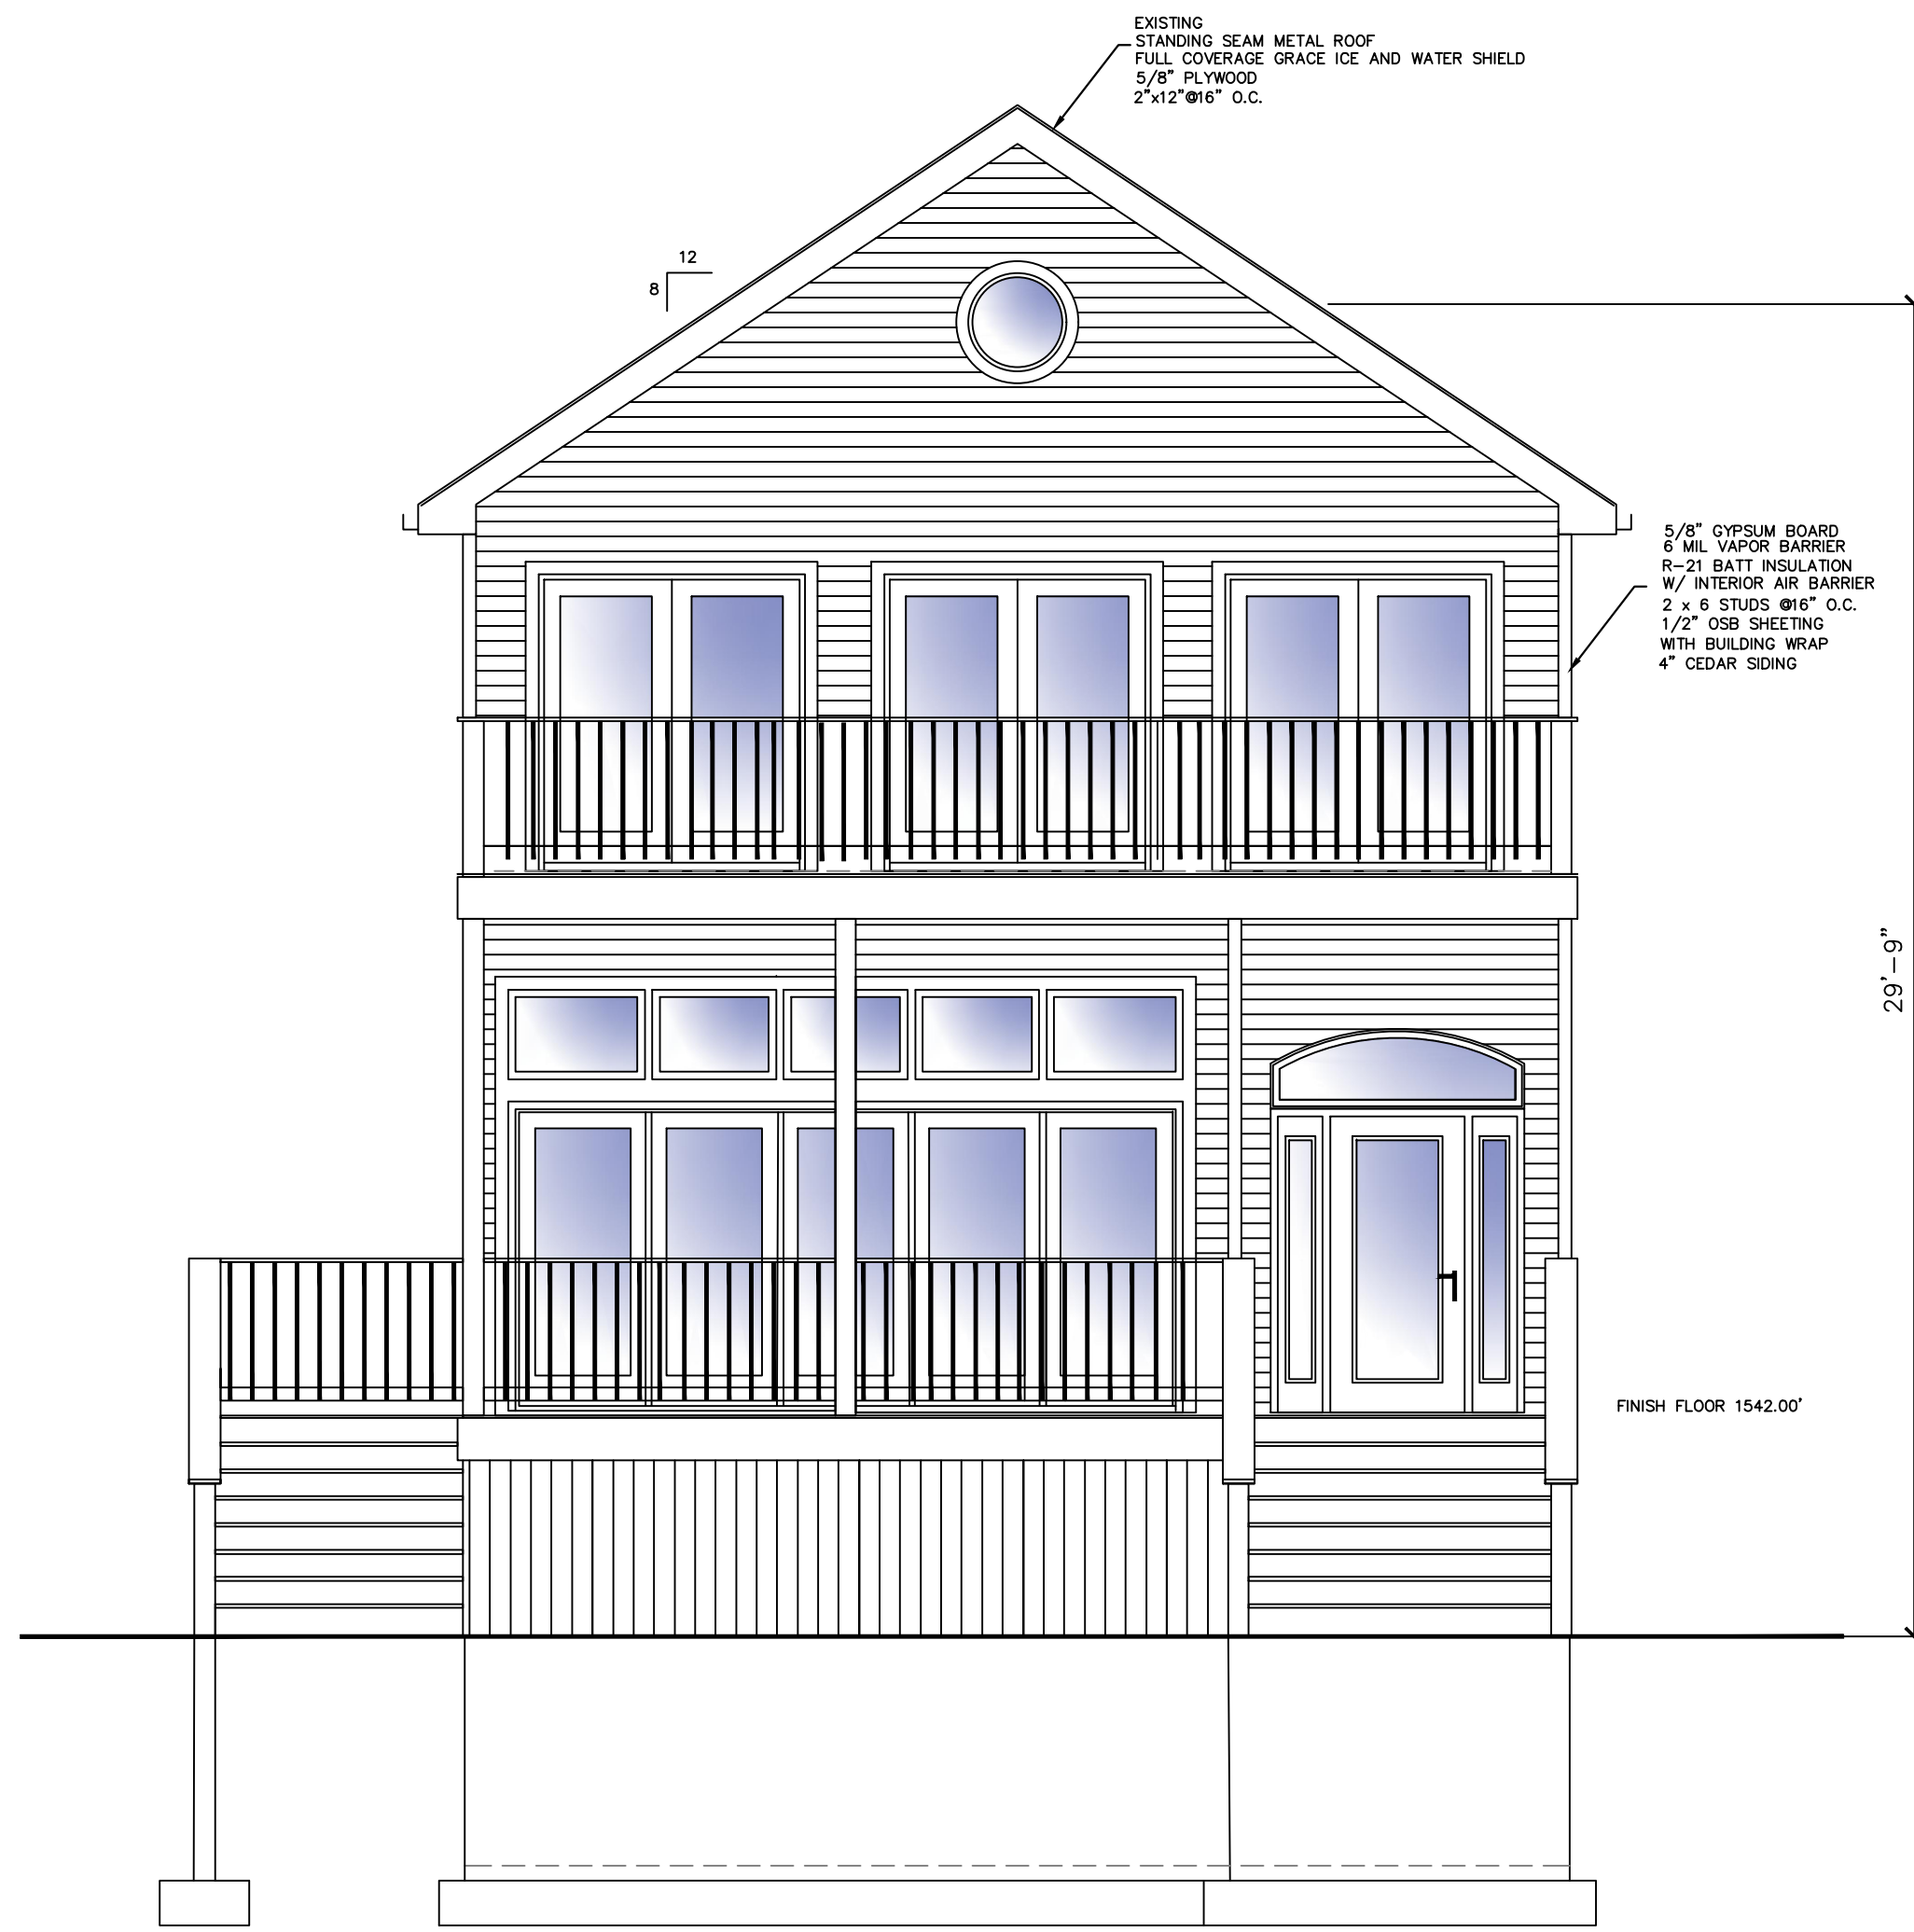 EXISTING
STANDING SEAM METAL ROOF
FULL COVERAGE GRACE ICE AND WATER SHIELD
5/8" PLYWOOD
2"x12"@16" O.C.
12
8
5/8" GYPSUM BOARD
6 MIL VAPOR BARRIER
R-21 BATT INSULATION
W/ INTERIOR AIR BARRIER
2 x 6 STUDS @16" O.C.
1/2" OSB SHEETING
WITH BUILDING WRAP
4" CEDAR SIDING
29'-9"
FINISH FLOOR 1542.00'